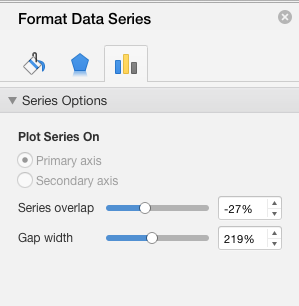 Format Data Series
Series Options
Plot Series On
Primary axis
Secondary axis
Series overlap -27%
Gap width 219%